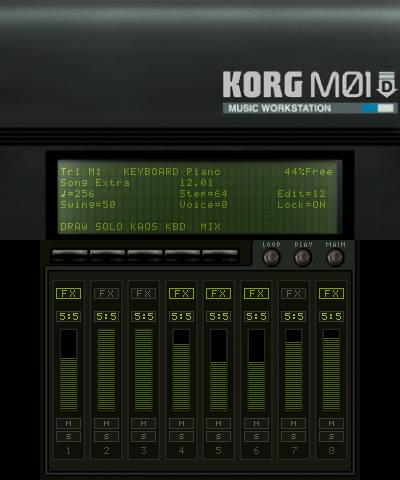 KORG M01 D
MUSIC WORKSTATION
Tr1 M1 KEYBOARD Piano 44%Free
Song Extra 12.01
♩=256 Step=64 Edit=12
Swing=50 Voice=0 Lock=ON
DRAW SOLO KAOS KBD MIX
LOOP PLAY MAIN
FX FX FX FX FX FX FX FX
5:5 5:5 5:5 5:5 5:5 5:5 5:5 5:5
M M M M M M M M
S S S S S S S S
1 2 3 4 5 6 7 8